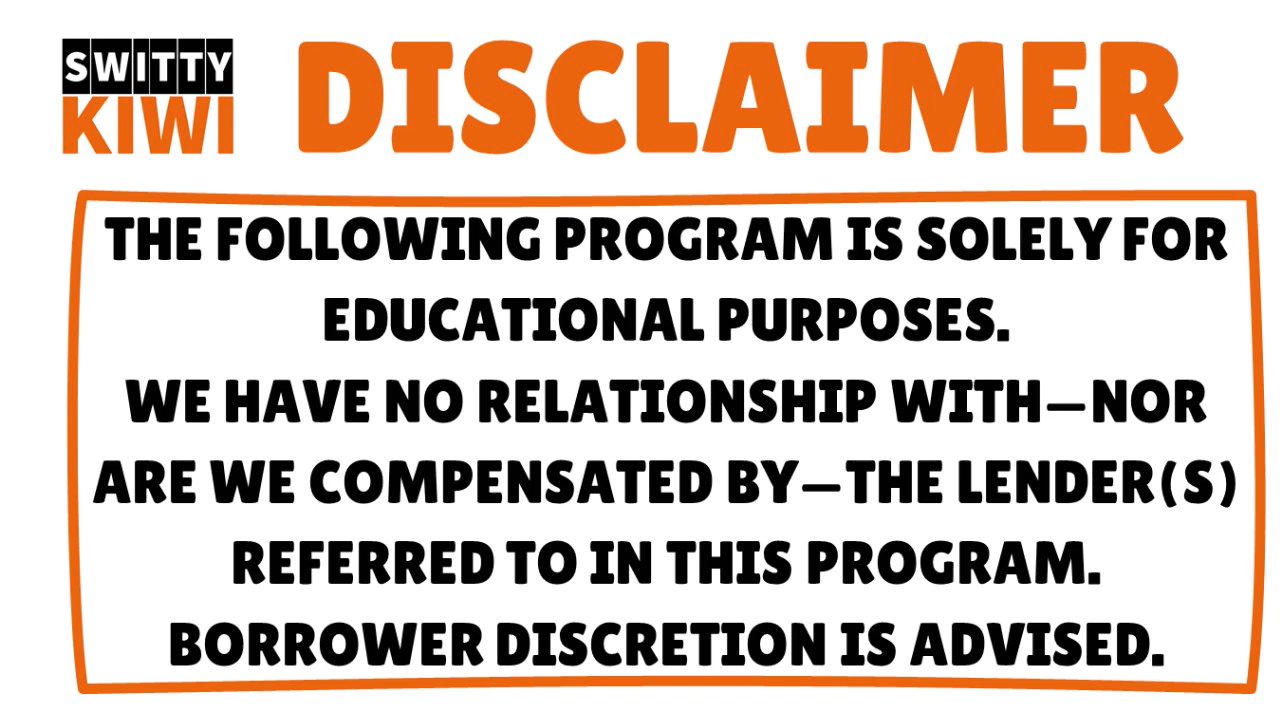 SWITTY
KIWI
DISCLAIMER
THE FOLLOWING PROGRAM IS SOLELY FOR
EDUCATIONAL PURPOSES.
WE HAVE NO RELATIONSHIP WITH—NOR
ARE WE COMPENSATED BY—THE LENDER(S)
REFERRED TO IN THIS PROGRAM.
BORROWER DISCRETION IS ADVISED.